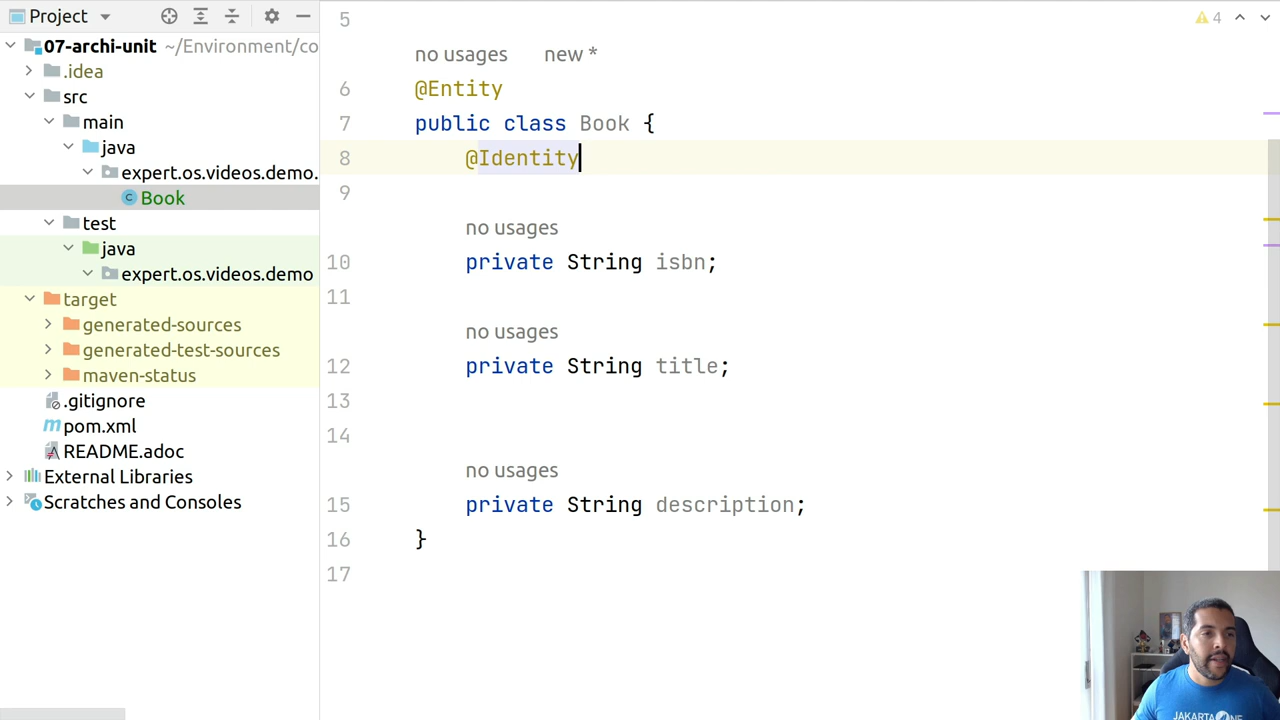 Project
07-archi-unit ~/Environment/co
.idea
src
main
java
expert.os.videos.demo.
Book
test
java
expert.os.videos.demo
target
generated-sources
generated-test-sources
maven-status
.gitignore
pom.xml
README.adoc
External Libraries
Scratches and Consoles
4
5
no usages new *
6 @Entity
7 public class Book {
8 @Identity
9
no usages
10 private String isbn;
11
no usages
12 private String title;
13
14
no usages
15 private String description;
16 }
17
JAKARTA ONE